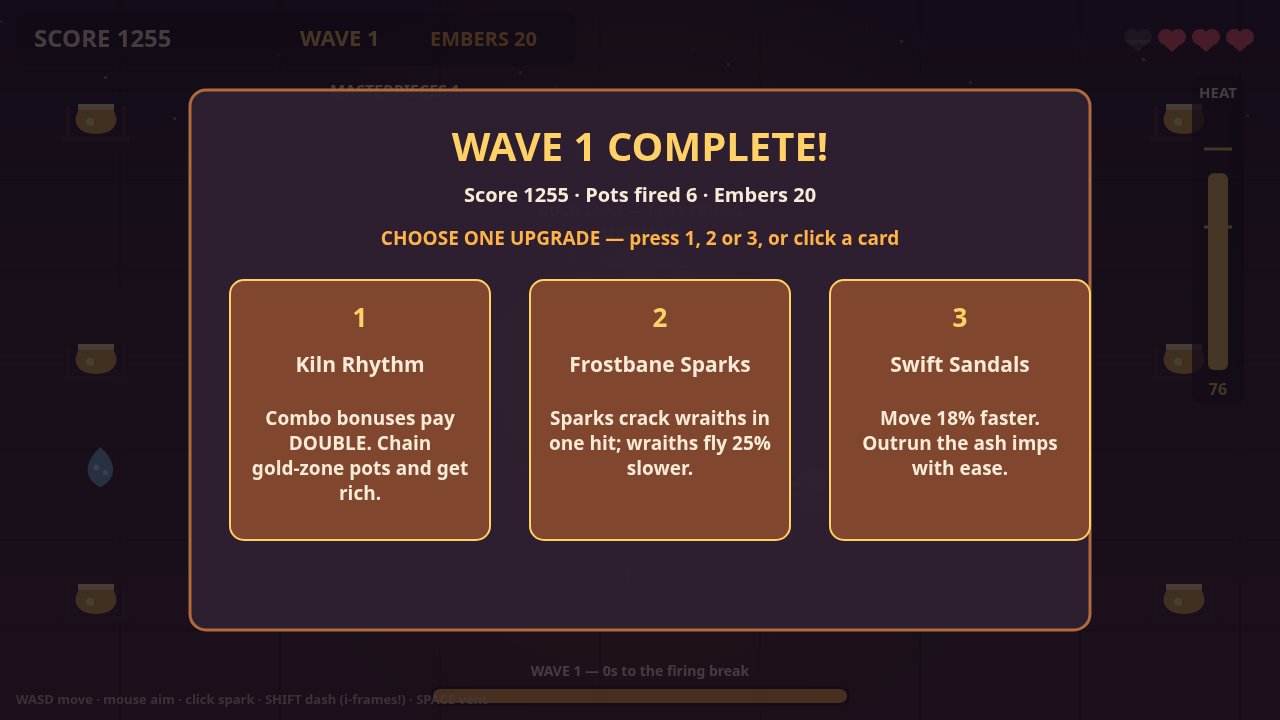 SCORE 1255
WAVE 1
EMBERS 20
HEAT
WAVE 1 COMPLETE!
Score 1255 · Pots fired 6 · Embers 20
CHOOSE ONE UPGRADE — press 1, 2 or 3, or click a card
1
Kiln Rhythm
Combo bonuses pay
DOUBLE. Chain
gold-zone pots and get
rich.
2
Frostbane Sparks
Sparks crack wraiths in
one hit; wraiths fly 25%
slower.
3
Swift Sandals
Move 18% faster.
Outrun the ash imps
with ease.
76
WAVE 1 — 0s to the firing break
WASD move · mouse aim · click spark · SHIFT dash (i-frames!) · SPACE vent